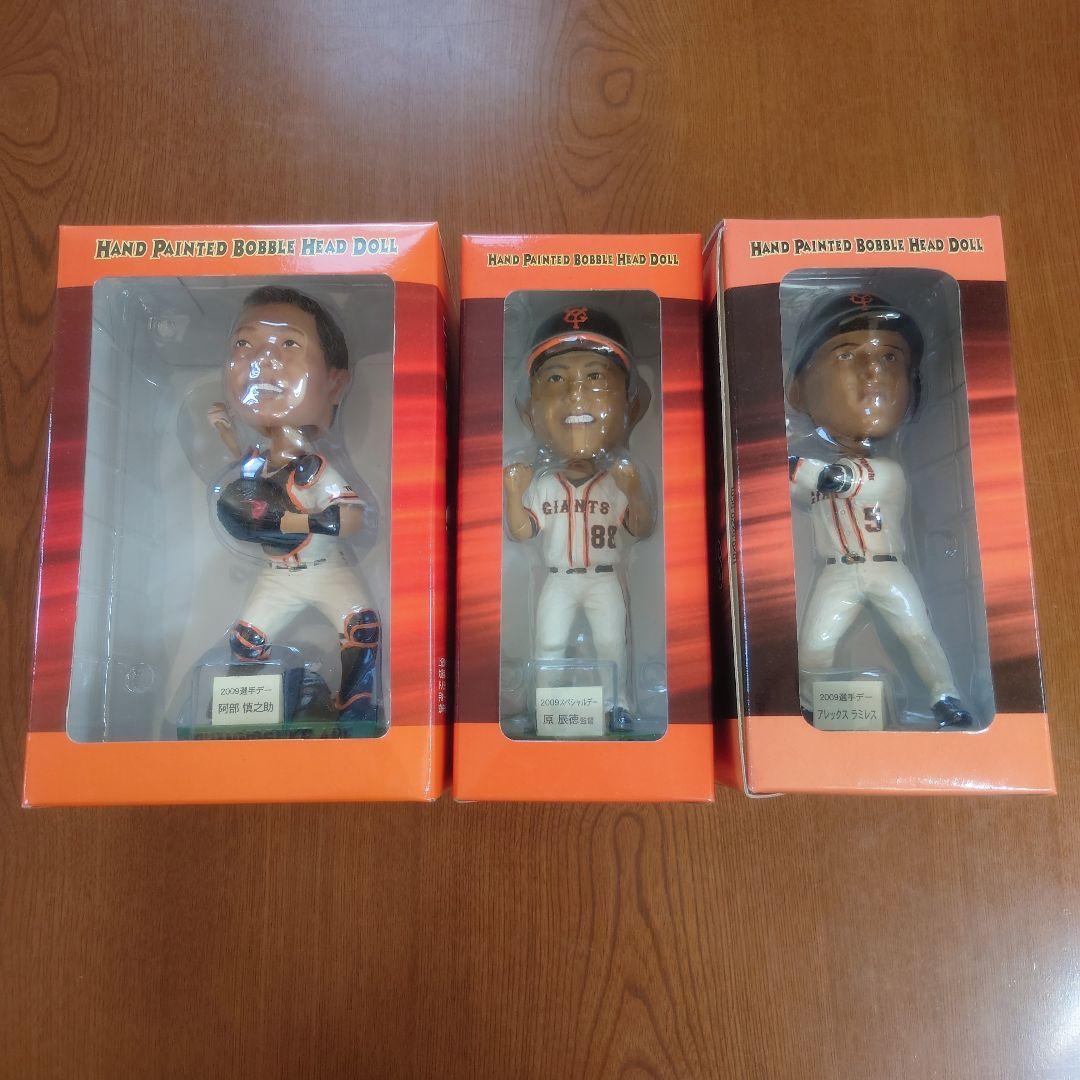 HAND PAINTED BOBBLE HEAD DOLL
2009選手デー
阿部 慎之助
HAND PAINTED BOBBLE HEAD DOLL
YG
GIANTS
88
2009スペシャルデー
原 辰徳監督
HAND PAINTED BOBBLE HEAD DOLL
YG
5
2009選手デー
アレックス ラミレス